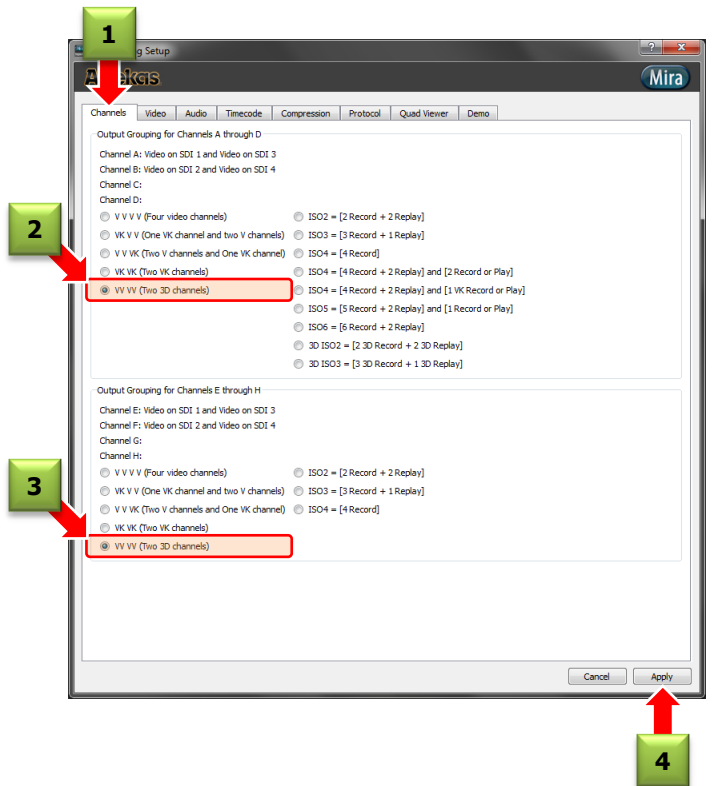 1
g Setup
Mira
Channels Video Audio Timecode Compression Protocol Quad Viewer Demo
Output Grouping for Channels A through D
Channel A: Video on SDI 1 and Video on SDI 3
Channel B: Video on SDI 2 and Video on SDI 4
Channel C:
Channel D:
V V V V (Four video channels) ISO2 = [2 Record + 2 Replay]
2
VK V V (One VK channel and two V channels) ISO3 = [3 Record + 1 Replay]
V V VK (Two V channels and One VK channel) ISO4 = [4 Record]
VK VK (Two VK channels) ISO4 = [4 Record + 2 Replay] and [2 Record or Play]
VV VV (Two 3D channels) ISO4 = [4 Record + 2 Replay] and [1 VK Record or Play]
ISO5 = [5 Record + 2 Replay] and [1 Record or Play]
ISO6 = [6 Record + 2 Replay]
3D ISO2 = [2 3D Record + 2 3D Replay]
3D ISO3 = [3 3D Record + 1 3D Replay]
Output Grouping for Channels E through H
Channel E: Video on SDI 1 and Video on SDI 3
Channel F: Video on SDI 2 and Video on SDI 4
Channel G:
Channel H:
V V V V (Four video channels) ISO2 = [2 Record + 2 Replay]
3
VK V V (One VK channel and two V channels) ISO3 = [3 Record + 1 Replay]
V V VK (Two V channels and One VK channel) ISO4 = [4 Record]
VK VK (Two VK channels)
VV VV (Two 3D channels)
Cancel Apply
4